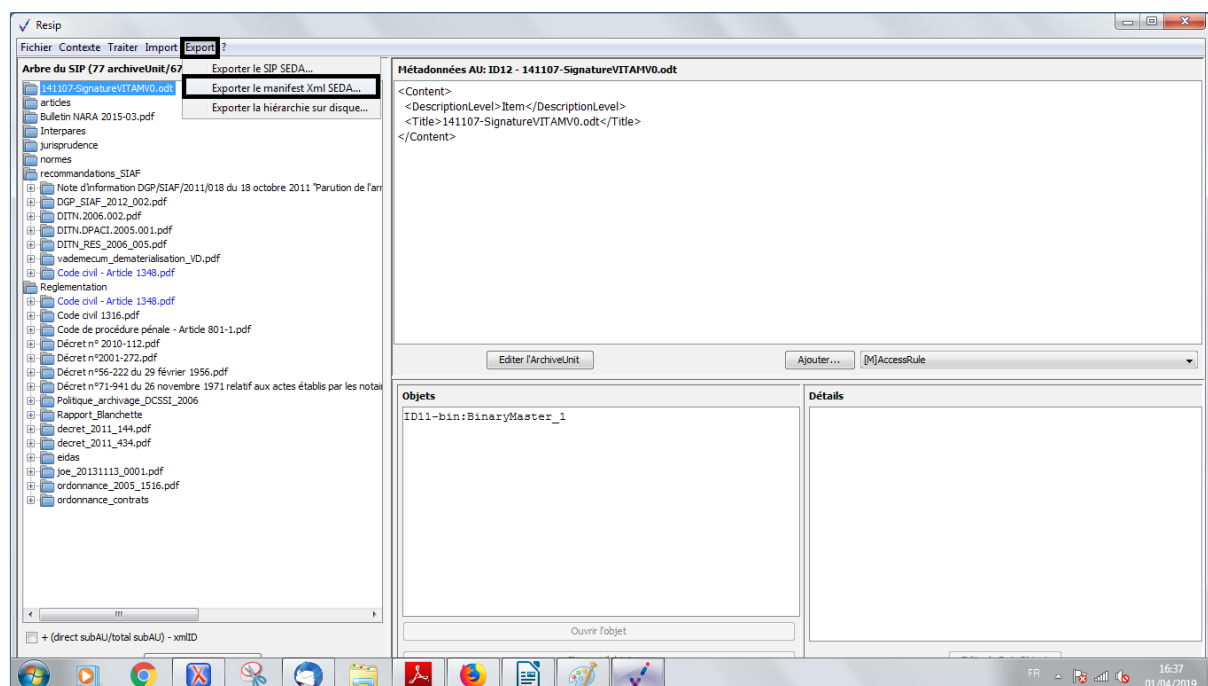 Resip
Fichier Contexte Traiter Import Export ?
Arbre du SIP (77 archiveUnit/67
Exporter le SIP SEDA...
Exporter le manifest Xml SEDA...
Exporter la hiérarchie sur disque...
141107-SignatureVITAMV0.odt
articles
Bulletin NARA 2015-03.pdf
Interpares
jurisprudence
normes
recommandations_SIAF
Note d'information DGP/SIAF/2011/018 du 18 octobre 2011 "Parution de l'arr
DGP_SIAF_2012_002.pdf
DITN.2006.002.pdf
DITN.DPACI.2005.001.pdf
DITN_RES_2006_005.pdf
vademecum_dematerialisation_VD.pdf
Code civil - Article 1348.pdf
Reglementation
Code civil - Article 1348.pdf
Code civil 1316.pdf
Code de procédure pénale - Article 801-1.pdf
Décret n° 2010-112.pdf
Décret n°2001-272.pdf
Décret n°56-222 du 29 février 1956.pdf
Décret n°71-941 du 26 novembre 1971 relatif aux actes établis par les notai
Politique_archivage_DCSSI_2006
Rapport_Blanchette
decret_2011_144.pdf
decret_2011_434.pdf
eidas
joe_20131113_0001.pdf
ordonnance_2005_1516.pdf
ordonnance_contrats
+ (direct subAU/total subAU) - xmlID
Métadonnées AU: ID12 - 141107-SignatureVITAMV0.odt
<Content>
<DescriptionLevel>Item</DescriptionLevel>
<Title>141107-SignatureVITAMV0.odt</Title>
</Content>
Editer l'ArchiveUnit
Ajouter...
[M]AccessRule
Objets
ID11-bin:BinaryMaster_1
Ouvrir l'objet
Détails
FR
16:37
01/04/2019